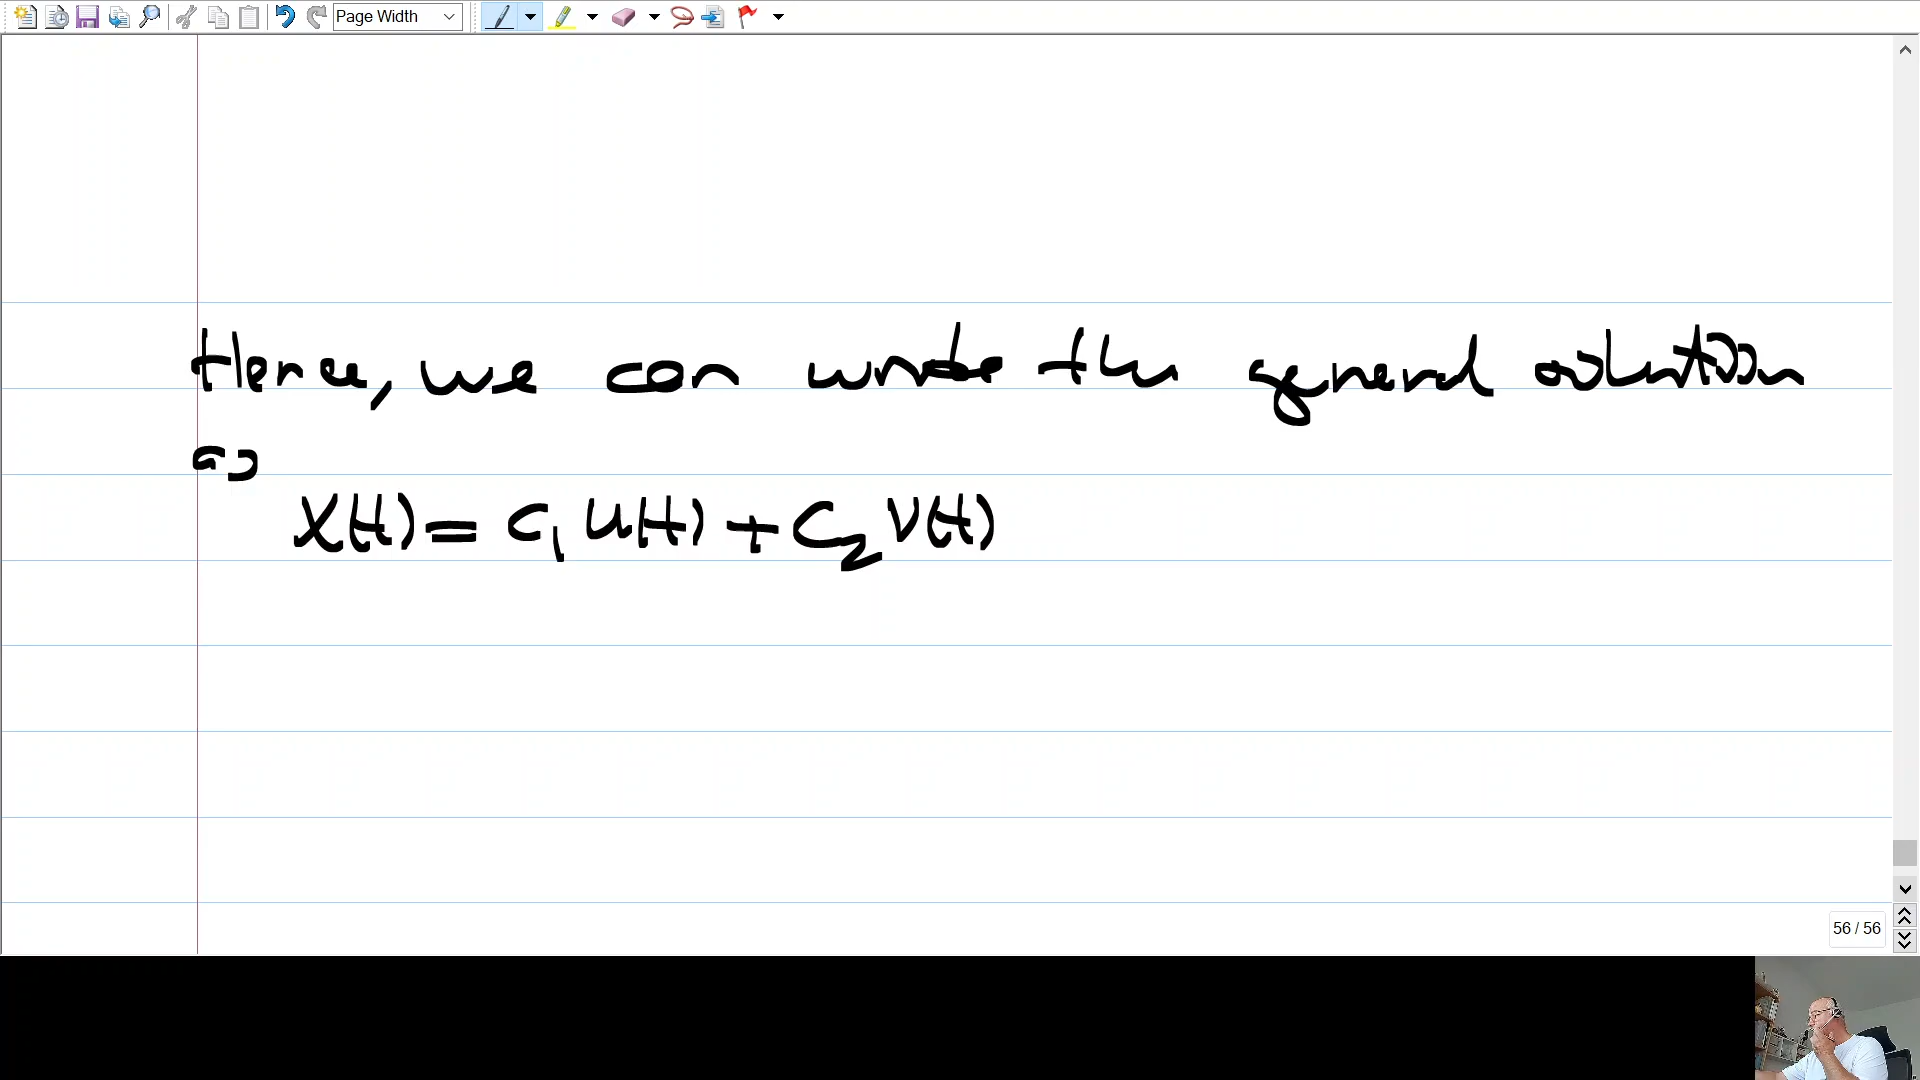 Page Width
Hence, we can write the general solution
as
X(t) = C₁ U(t) + C₂ V(t)
56 / 56